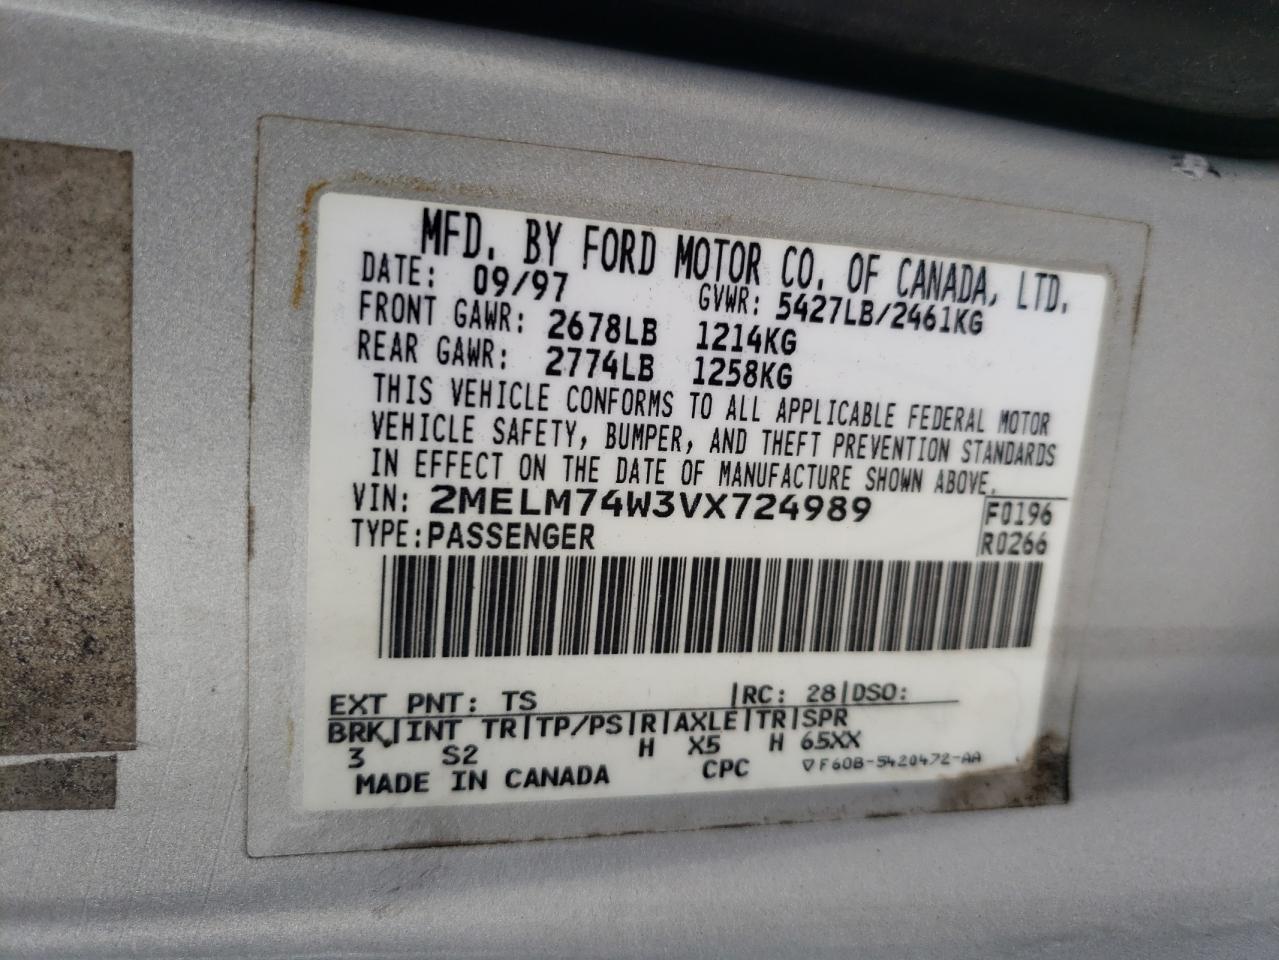 MFD. BY FORD MOTOR CO. OF CANADA, LTD.
DATE: 09/97 GVWR: 5427LB/2461KG
FRONT GAWR: 2678LB 1214KG
REAR GAWR: 2774LB 1258KG
THIS VEHICLE CONFORMS TO ALL APPLICABLE FEDERAL MOTOR
VEHICLE SAFETY, BUMPER, AND THEFT PREVENTION STANDARDS
IN EFFECT ON THE DATE OF MANUFACTURE SHOWN ABOVE.
VIN: 2MELM74W3VX724989 F0196
TYPE: PASSENGER R0266
EXT PNT: TS |RC: 28|DSO:
BRK|INT TR|TP/PS|R|AXLE|TR|SPR
3 S2 H X5 H 65XX
MADE IN CANADA CPC ▽F60B-5420472-AA